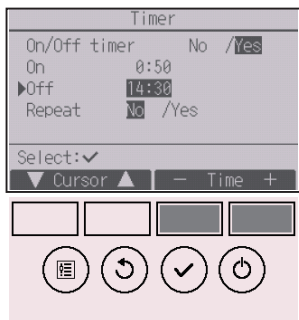 Timer
On/Off timer No /Yes
On 0:50
▶Off 14:30
Repeat No /Yes
Select:✓
▼ Cursor ▲ − Time +